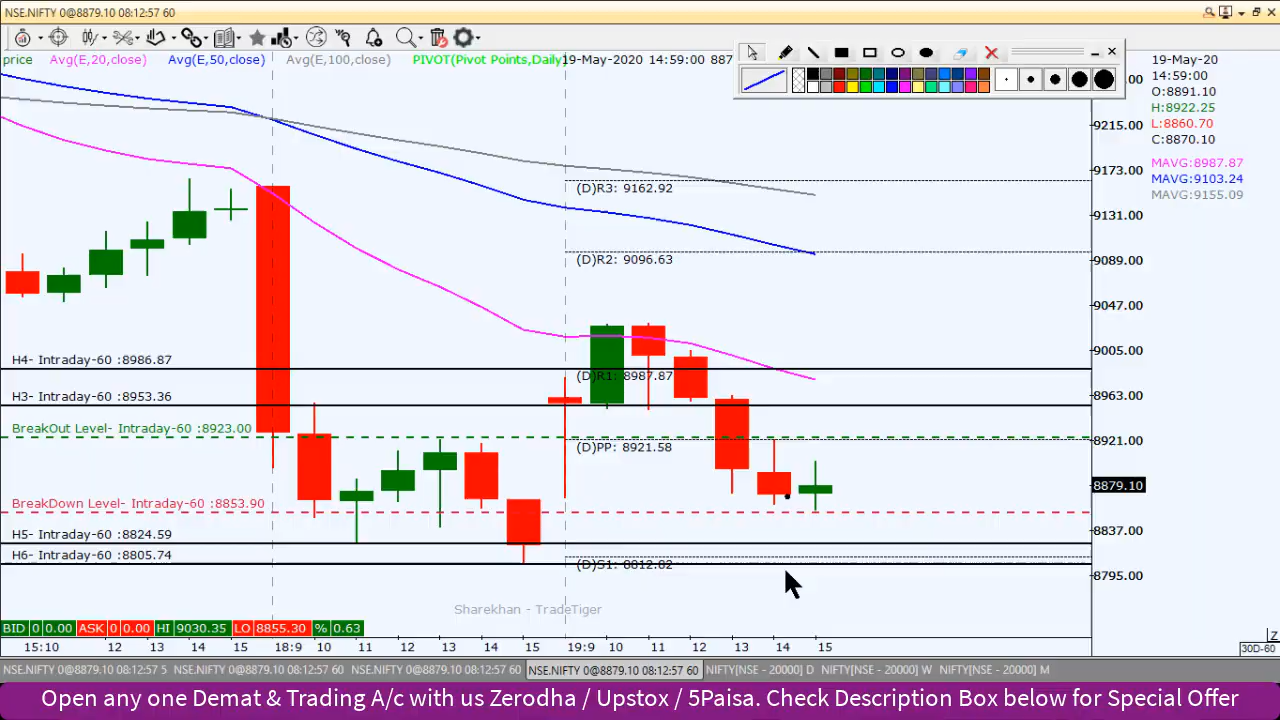 NSE.NIFTY 0@8879.10 08:12:57 60
price Avg(E,20,close) Avg(E,50,close) Avg(E,100,close) PIVOT(Pivot Points,Daily) 19-May-2020 14:59:00 887
19-May-20
14:59:00
O:8891.10
H:8922.25
L:8860.70
C:8870.10
MAVG:8987.87
MAVG:9103.24
MAVG:9155.09
9215.00
9173.00
9131.00
9089.00
9047.00
9005.00
8963.00
8921.00
8879.10
8837.00
8795.00
(D)R3: 9162.92
(D)R2: 9096.63
H4- Intraday-60 :8986.87
(D)R1: 8987.87
H3- Intraday-60 :8953.36
BreakOut Level- Intraday-60 :8923.00
(D)PP: 8921.58
BreakDown Level- Intraday-60 :8853.90
H5- Intraday-60 :8824.59
H6- Intraday-60 :8805.74
(D)S1: 8812.82
Sharekhan - TradeTiger
BID 0 0.00 ASK 0 0.00 HI 9030.35 LO 8855.30 % 0.63
15:10 12 13 14 15 18:9 10 11 12 13 14 15 19:9 10 11 12 13 14 15
Z
30D-60
NSE.NIFTY 0@8879.10 08:12:57 5 NSE.NIFTY 0@8879.10 08:12:57 60 NSE.NIFTY 0@8879.10 08:12:57 60 NSE.NIFTY 0@8879.10 08:12:57 60 NIFTY[NSE - 20000] D NIFTY[NSE - 20000] W NIFTY[NSE - 20000] M
Open any one Demat & Trading A/c with us Zerodha / Upstox / 5Paisa. Check Description Box below for Special Offer